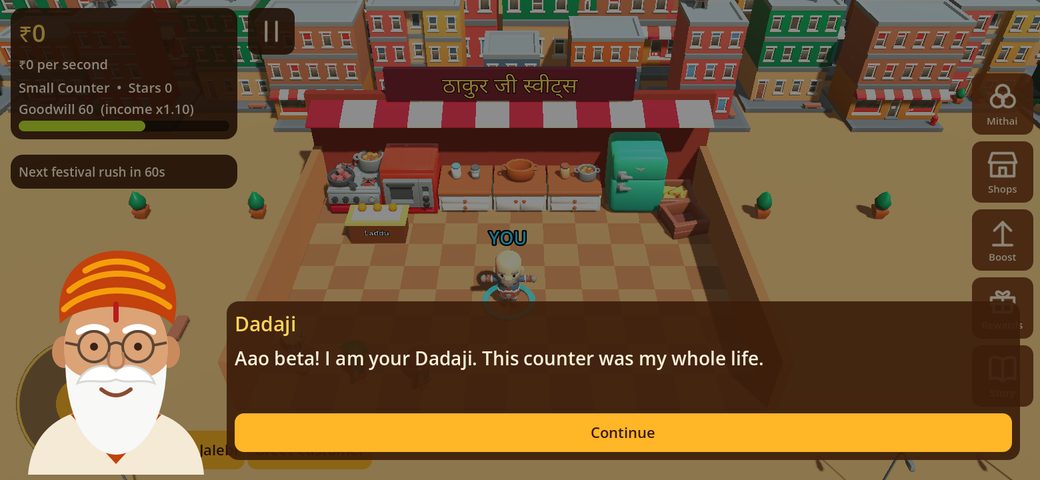 ₹0
₹0 per second
Small Counter • Stars 0
Goodwill 60 (income x1.10)
Next festival rush in 60s
ठाकुर जी स्वीट्स
Mithai
Shops
Boost
Rewards
Story
Laddu
YOU
Dadaji
Aao beta! I am your Dadaji. This counter was my whole life.
Continue